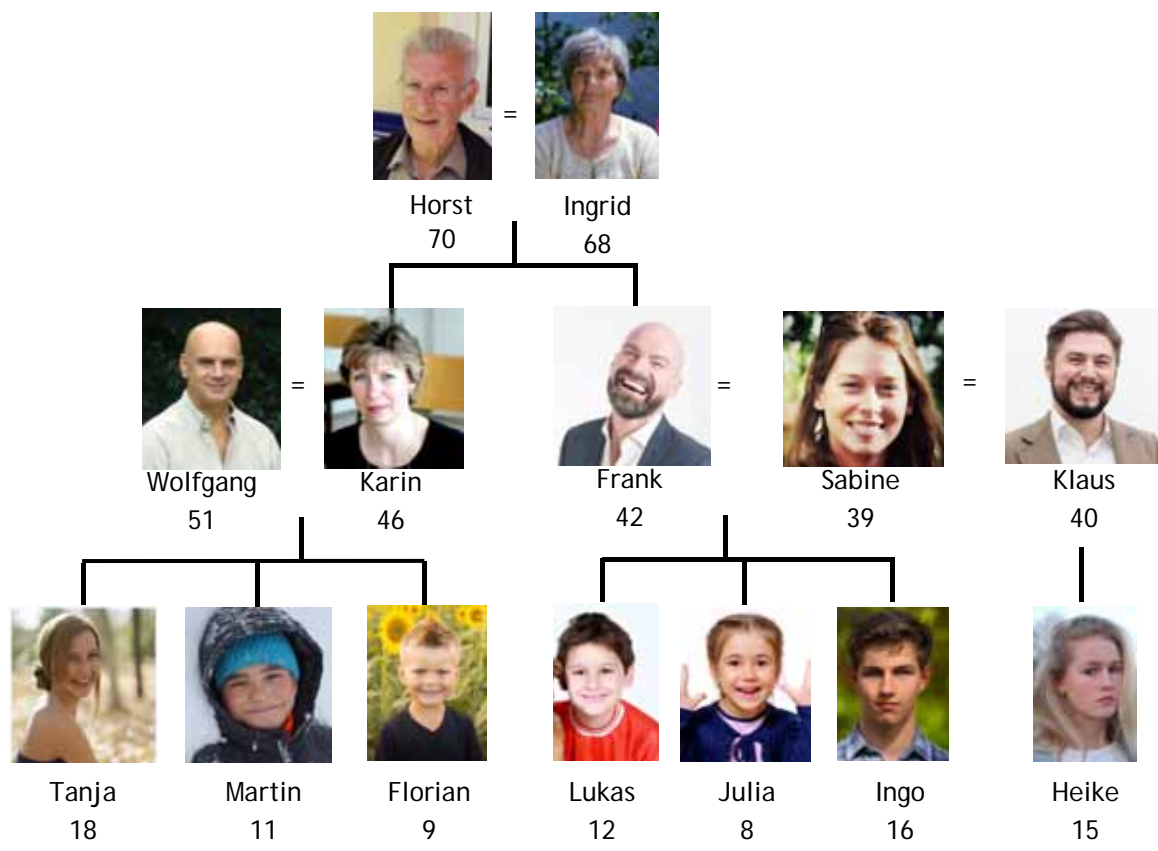 =
Horst Ingrid
70 68
= = =
Wolfgang Karin Frank Sabine Klaus
51 46 42 39 40
Tanja Martin Florian Lukas Julia Ingo Heike
18 11 9 12 8 16 15